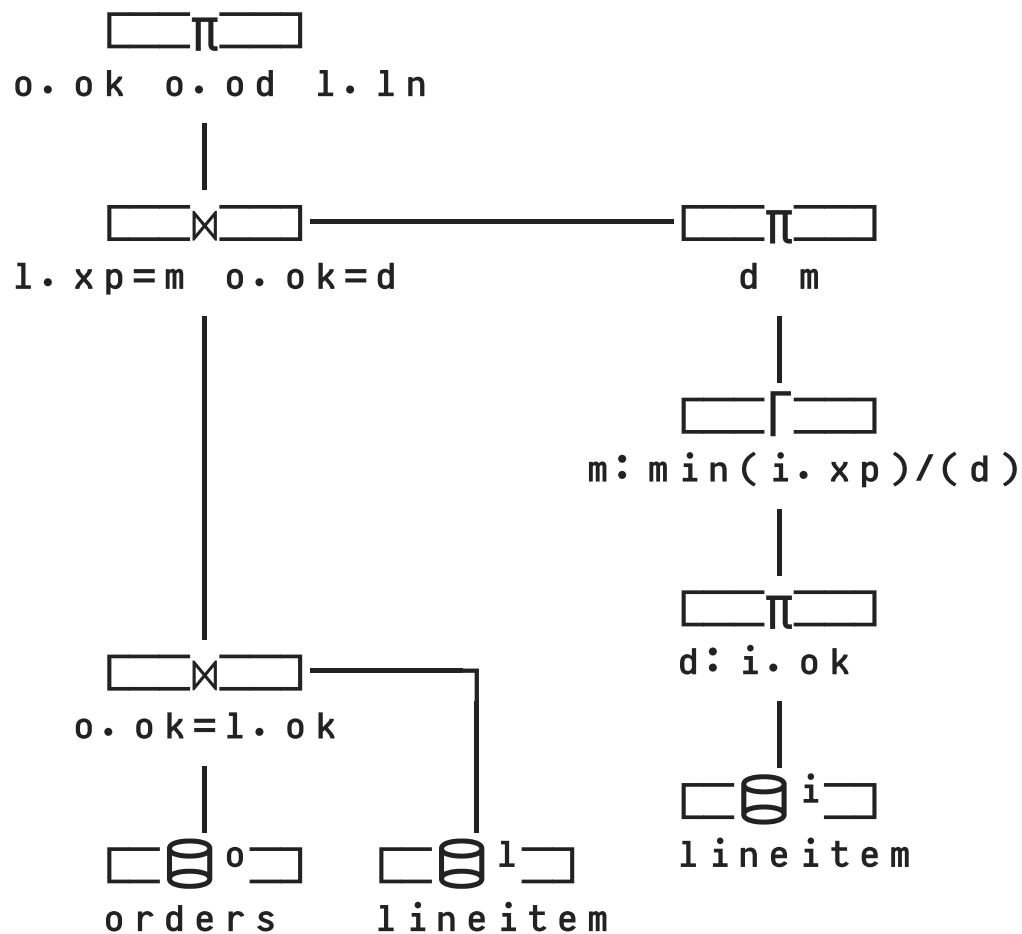 π
o.ok o.od l.ln
⋈ π
l.xp=m o.ok=d d m
Γ
m:min(i.xp)/(d)
π
⋈ d:i.ok
o.ok=l.ok
i
lineitem
o l
orders lineitem